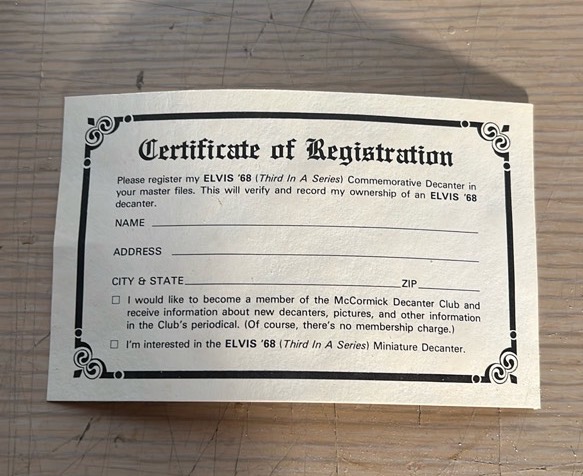 Certificate of Registration
Please register my ELVIS '68 (Third In A Series) Commemorative Decanter in
your master files. This will verify and record my ownership of an ELVIS '68
decanter.
NAME
ADDRESS
CITY & STATE ZIP
☐ I would like to become a member of the McCormick Decanter Club and
receive information about new decanters, pictures, and other information
in the Club's periodical. (Of course, there's no membership charge.)
☐ I'm interested in the ELVIS '68 (Third In A Series) Miniature Decanter.